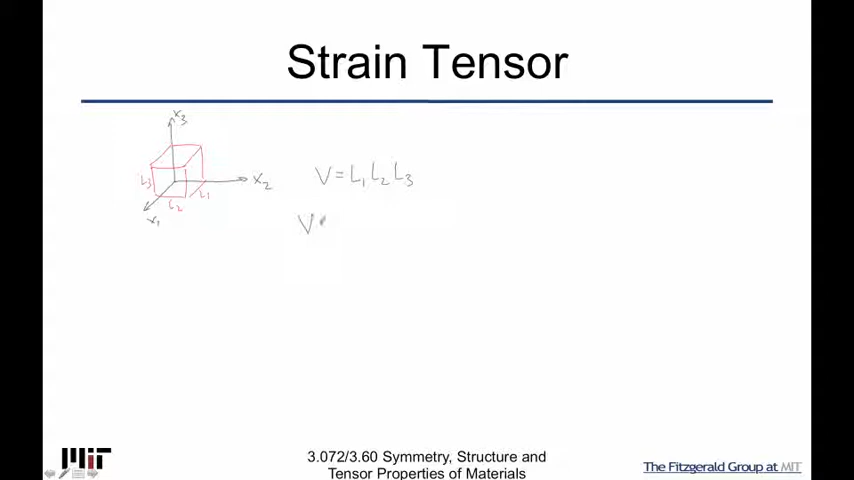 Strain Tensor
x₃
L₃
x₂
L₁
L₂
x₁
V = L₁ L₂ L₃
V
MIT
3.072/3.60 Symmetry, Structure and
Tensor Properties of Materials
The Fitzgerald Group at MIT